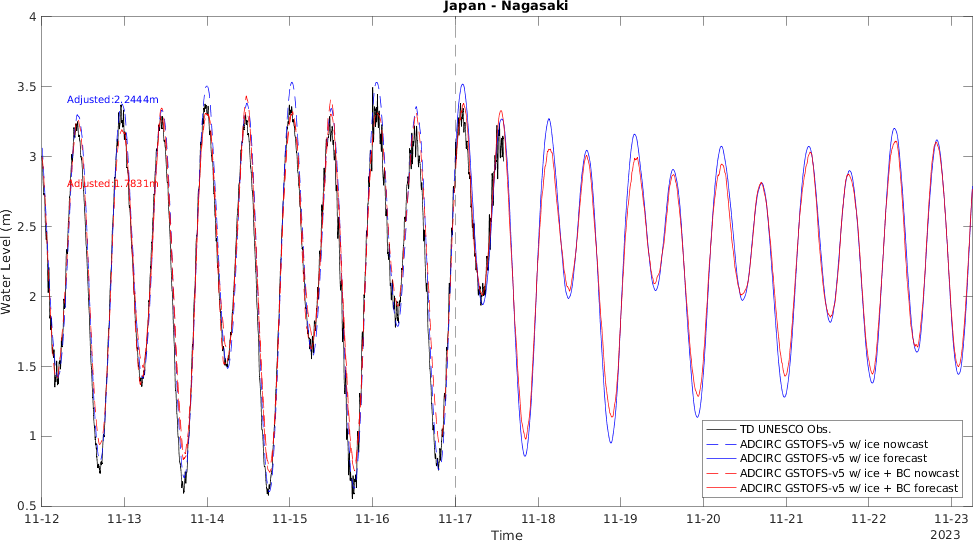 Japan - Nagasaki
4
3.5
3
2.5
2
1.5
1
0.5
Water Level (m)
Adjusted:2.2444m
Adjusted:1.7831m
TD UNESCO Obs.
ADCIRC GSTOFS-v5 w/ ice nowcast
ADCIRC GSTOFS-v5 w/ ice forecast
ADCIRC GSTOFS-v5 w/ ice + BC nowcast
ADCIRC GSTOFS-v5 w/ ice + BC forecast
11-12 11-13 11-14 11-15 11-16 11-17 11-18 11-19 11-20 11-21 11-22 11-23
Time
2023